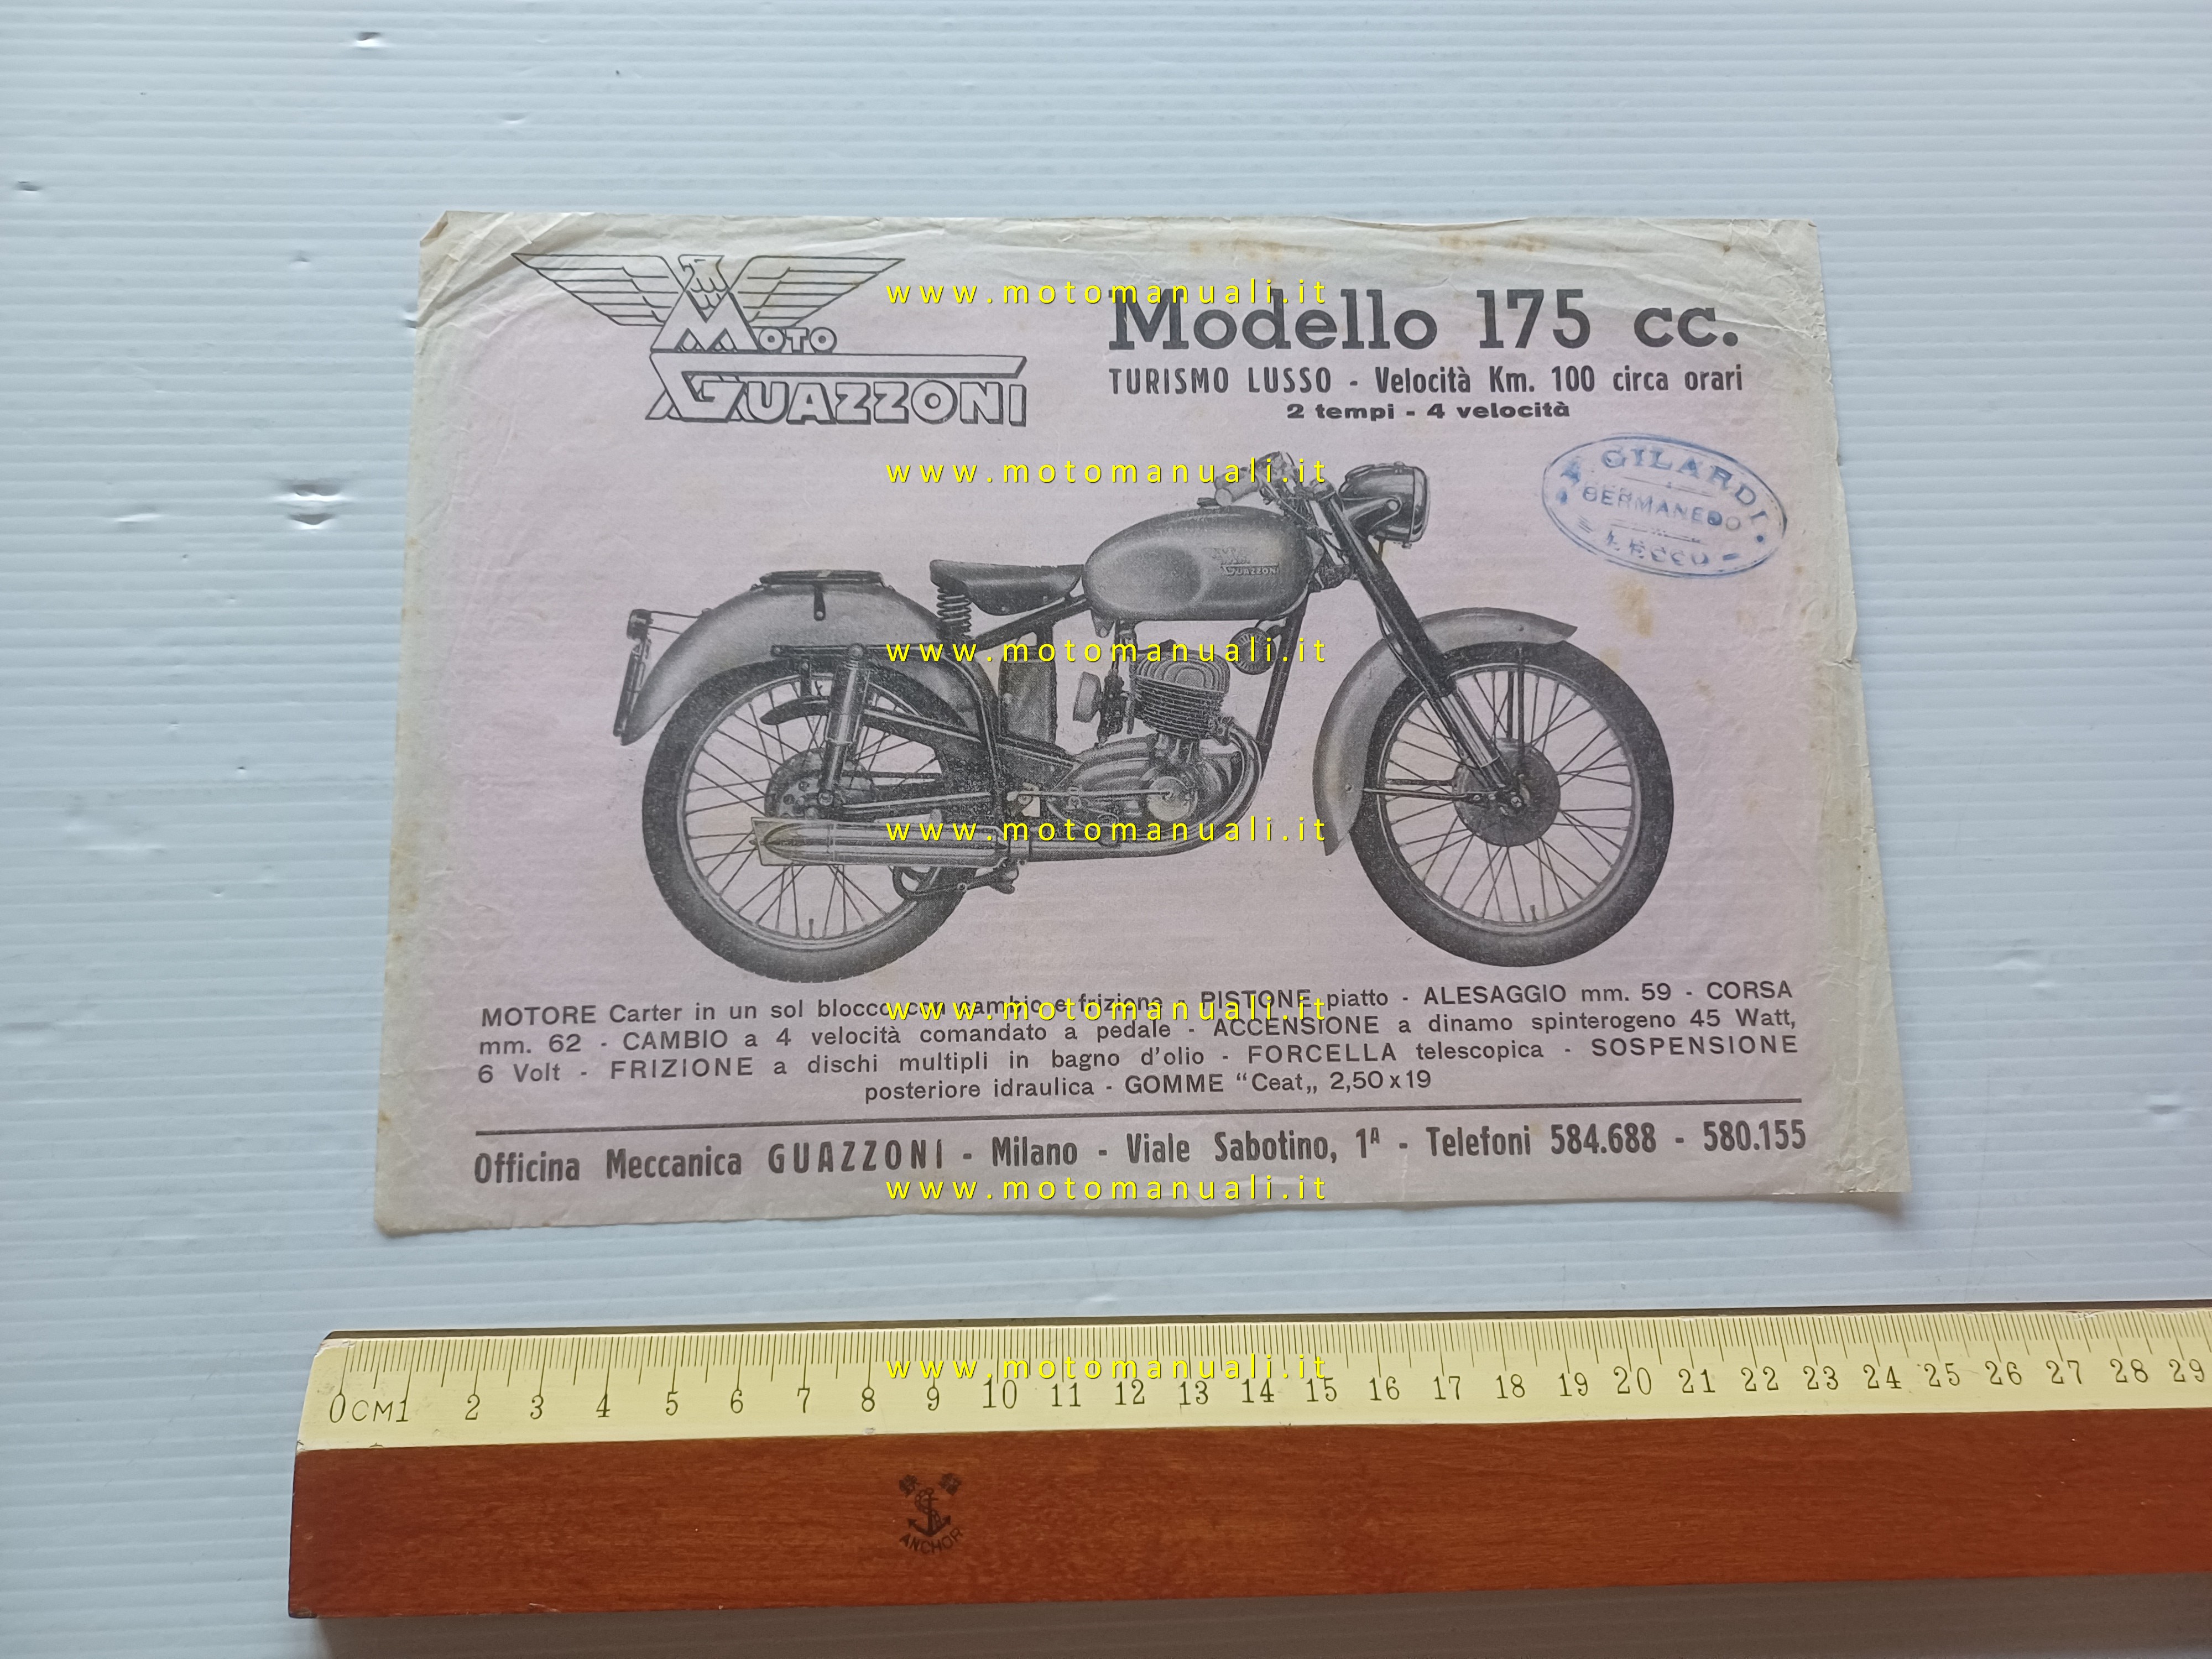 MOTO
GUAZZONI
Modello 175 cc.
TURISMO LUSSO - Velocità Km. 100 circa orari
2 tempi - 4 velocità
A. GILARDI
GERMANEDO
LECCO
GUAZZONI
MOTORE Carter in un sol blocco con cambio e frizione - PISTONE piatto - ALESAGGIO mm. 59 - CORSA
mm. 62 - CAMBIO a 4 velocità comandato a pedale - ACCENSIONE a dinamo spinterogeno 45 Watt,
6 Volt - FRIZIONE a dischi multipli in bagno d'olio - FORCELLA telescopica - SOSPENSIONE
posteriore idraulica - GOMME "Ceat„ 2,50 x 19
Officina Meccanica GUAZZONI - Milano - Viale Sabotino, 1ᴬ - Telefoni 584.688 - 580.155
www.motomanuali.it
www.motomanuali.it
www.motomanuali.it
www.motomanuali.it
www.motomanuali.it
www.motomanuali.it
www.motomanuali.it
0 CM 1 2 3 4 5 6 7 8 9 10 11 12 13 14 15 16 17 18 19 20 21 22 23 24 25 26 27 28 29
ANCHOR